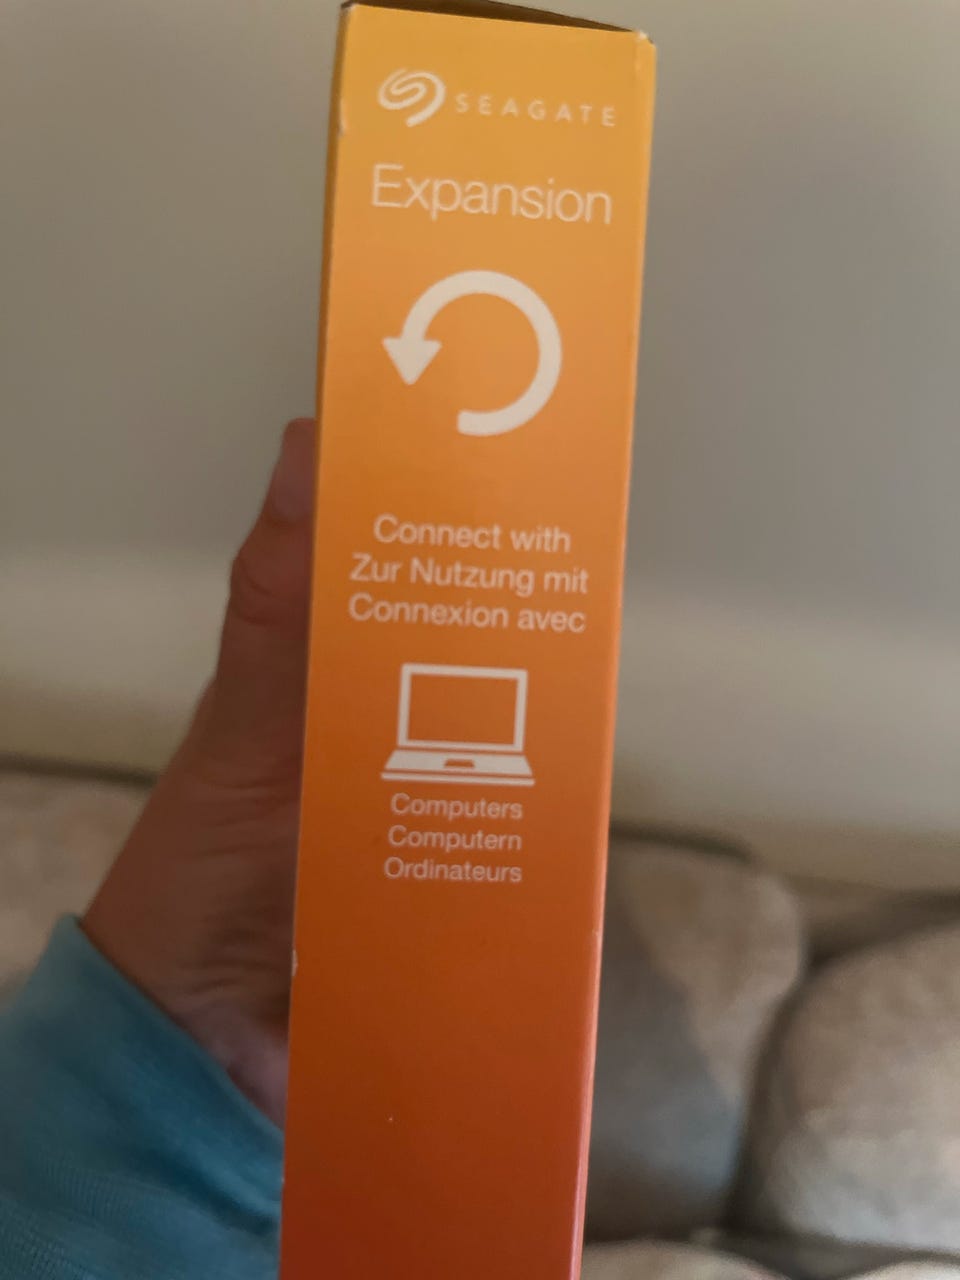 SEAGATE
Expansion
Connect with
Zur Nutzung mit
Connexion avec
Computers
Computern
Ordinateurs